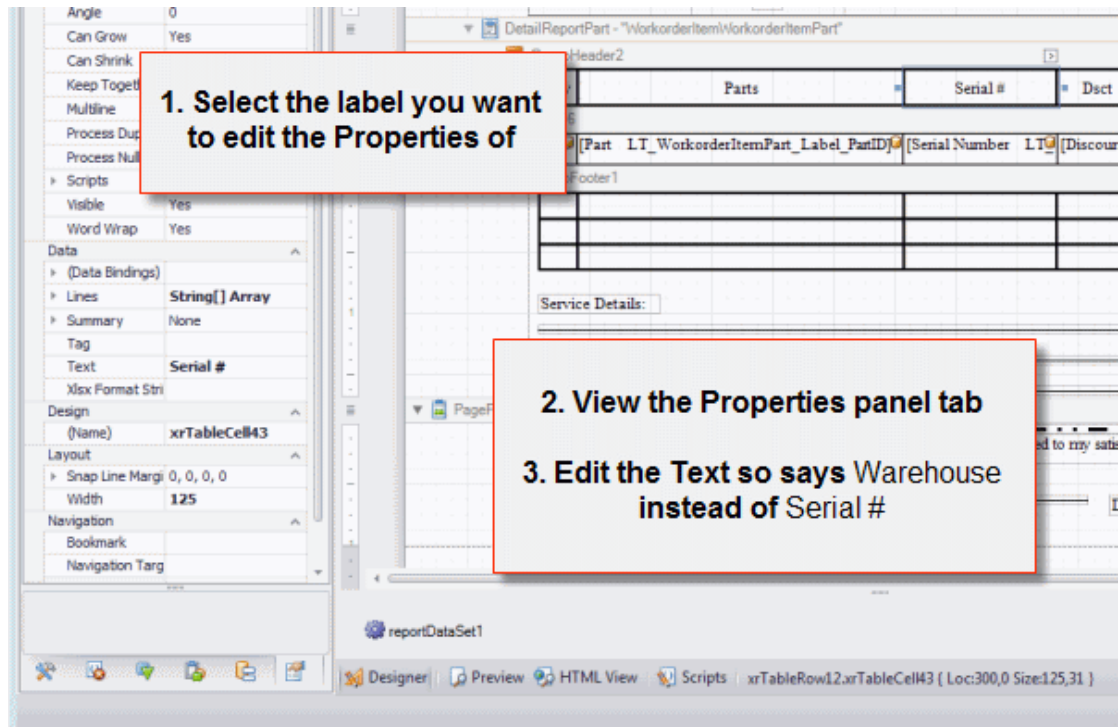 Angle 0
Can Grow Yes
Can Shrink
Keep Togeth
Multiline
Process Dup
Process Null
Scripts
Visible Yes
Word Wrap Yes
Data
(Data Bindings)
Lines String[] Array
Summary None
Tag
Text Serial #
Xlsx Format Stri
Design
(Name) xrTableCell43
Layout
Snap Line Margi 0, 0, 0, 0
Width 125
Navigation
Bookmark
Navigation Targ
1. Select the label you want
to edit the Properties of
DetailReportPart - "WorkorderItemWorkorderItemPart"
Header2
Parts Serial # Dsct
[Part LT_WorkorderItemPart_Label_PartID] [Serial Number LT_ [Discoun
Footer1
Service Details:
2. View the Properties panel tab
3. Edit the Text so says Warehouse
instead of Serial #
PageF
ed to my satis
reportDataSet1
Designer Preview HTML View Scripts xrTableRow12.xrTableCell43 { Loc:300,0 Size:125,31 }